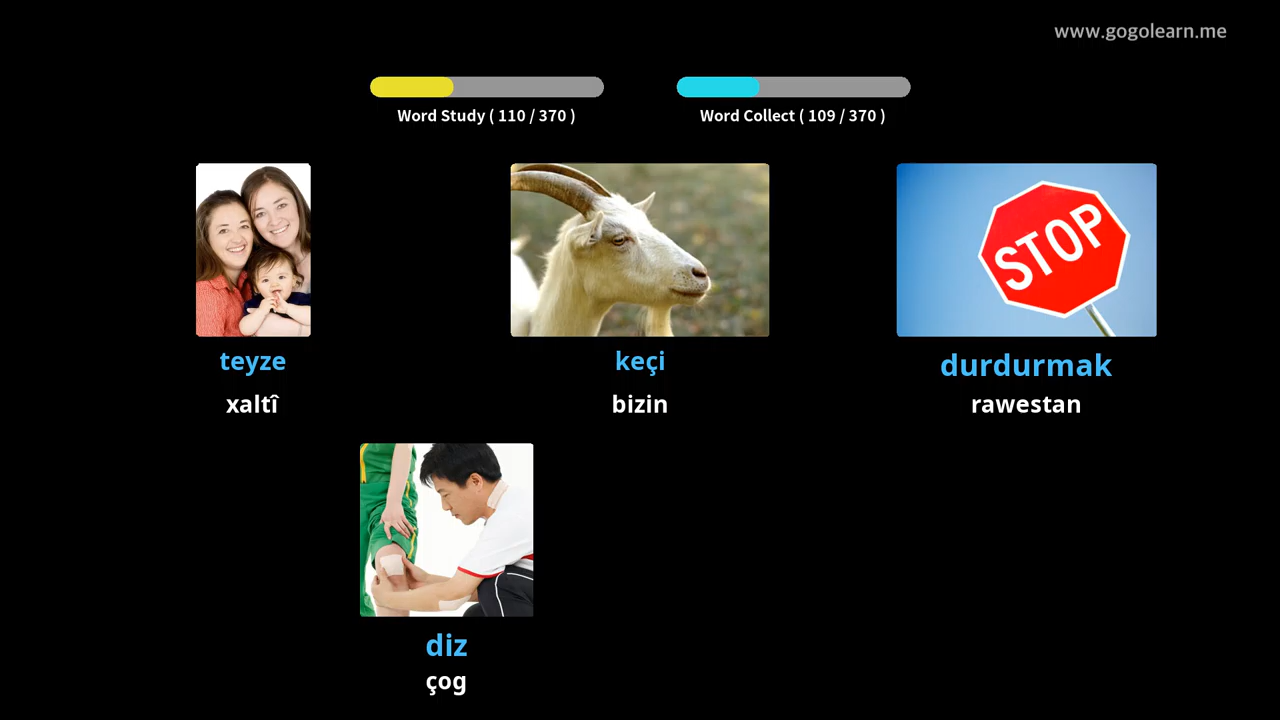 www.gogolearn.me
Word Study ( 110 / 370 )
Word Collect ( 109 / 370 )
STOP
teyze
keçi
durdurmak
xaltî
bizin
rawestan
diz
çog